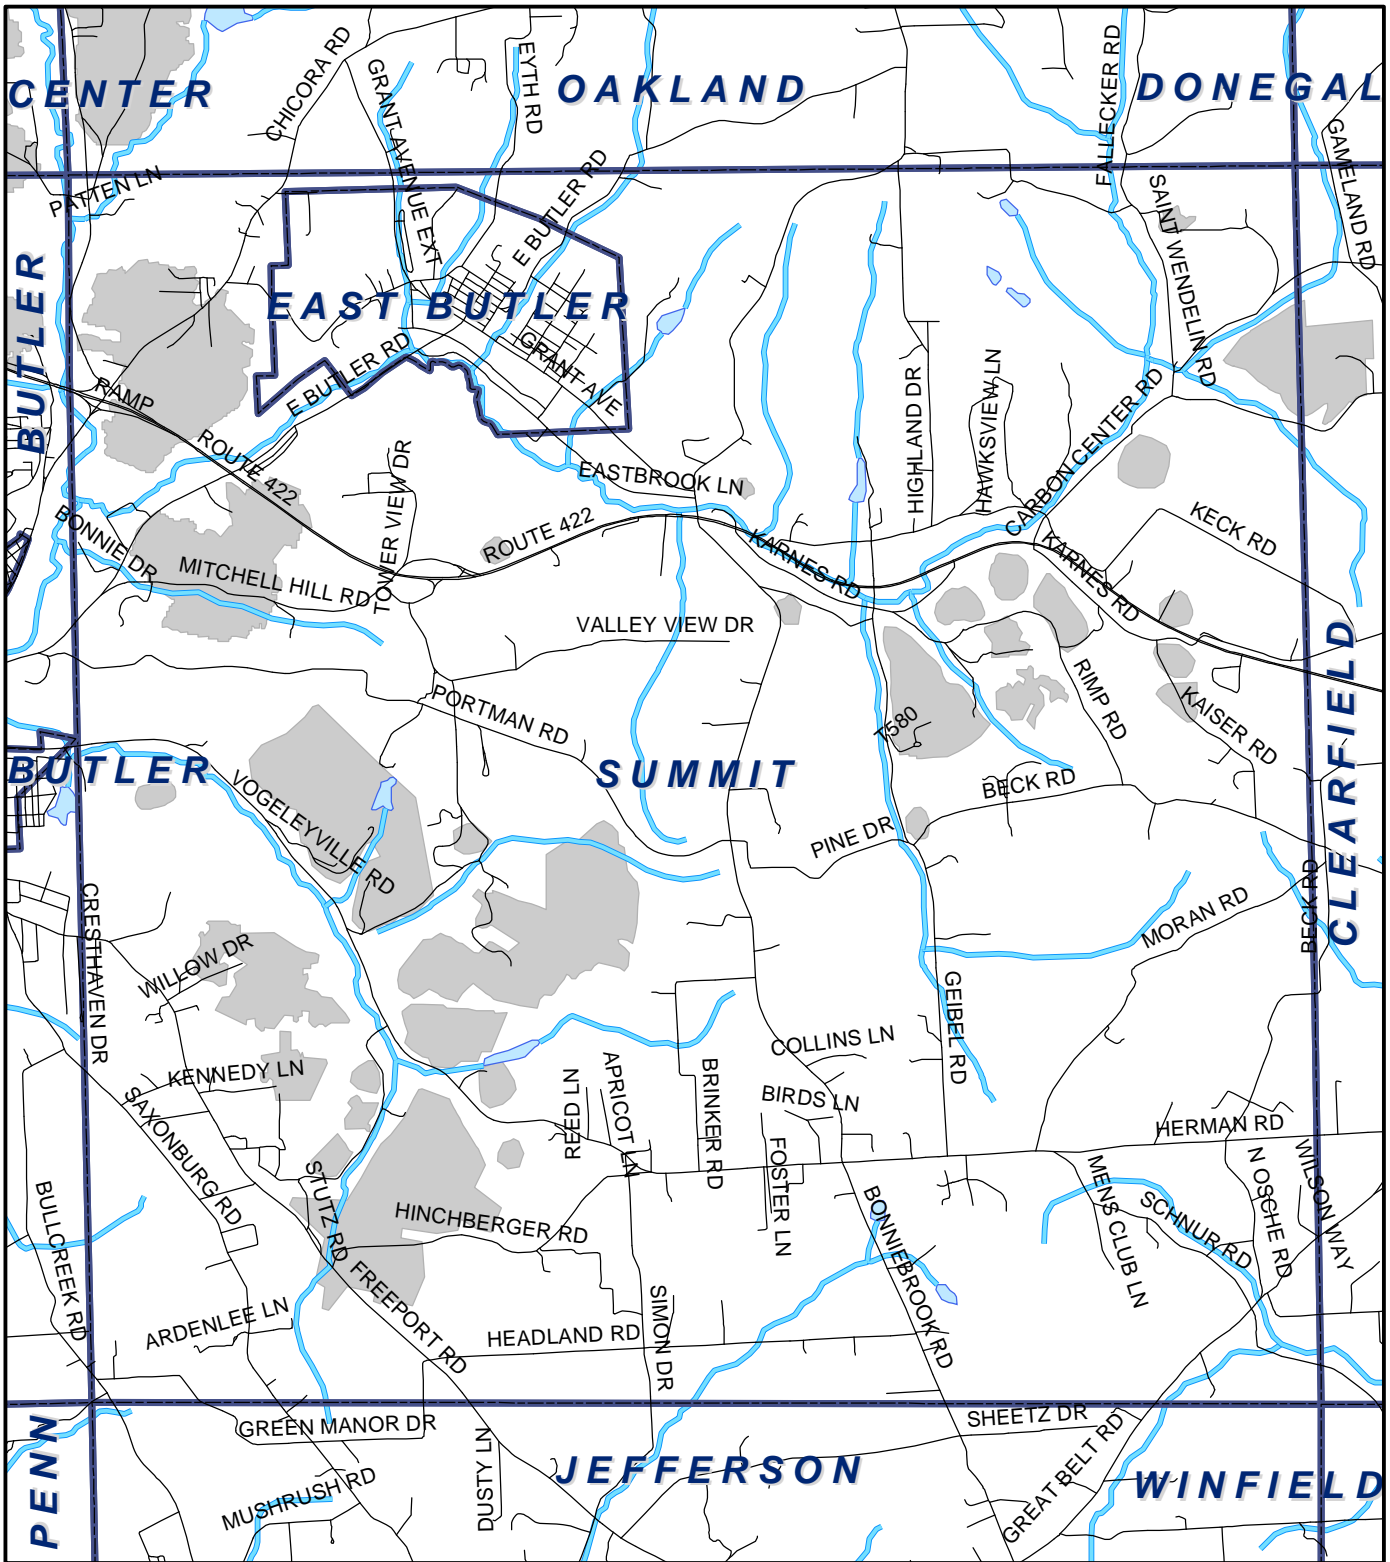 CENTER
OAKLAND
DONEGAL
CHICORA RD
GRANT AVENUE EXT
EYTH RD
FALLECKER RD
GAMELAND RD
PATTEN LN
E BUTLER RD
SAINT WENDELIN RD
BUTLER
EAST BUTLER
GRANT AVE
E BUTLER RD
RAMP
ROUTE 422
HIGHLAND DR
HAWKSVIEW LN
CARBON CENTER RD
TOWER VIEW DR
EASTBROOK LN
ROUTE 422
KECK RD
BONNIE DR
MITCHELL HILL RD
KARNES RD
KARNES RD
VALLEY VIEW DR
CLEARFIELD
PORTMAN RD
RIMP RD
KAISER RD
T580
BUTLER
SUMMIT
VOGELEYVILLE RD
BECK RD
PINE DR
CRESTHAVEN DR
BECK RD
MORAN RD
WILLOW DR
GEIBEL RD
COLLINS LN
KENNEDY LN
REED LN
APRICOT LN
BRINKER RD
BIRDS LN
SAXONBURG RD
HERMAN RD
FOSTER LN
MENS CLUB LN
N OSCHE RD
WILSON WAY
BULLCREEK RD
STUTZ RD
HINCHBERGER RD
BONNIEBROOK RD
SCHNUR RD
ARDENLEE LN
FREEPORT RD
HEADLAND RD
SIMON DR
GREEN MANOR DR
SHEETZ DR
PENN
DUSTY LN
JEFFERSON
GREAT BELT RD
WINFIELD
MUSHRUSH RD